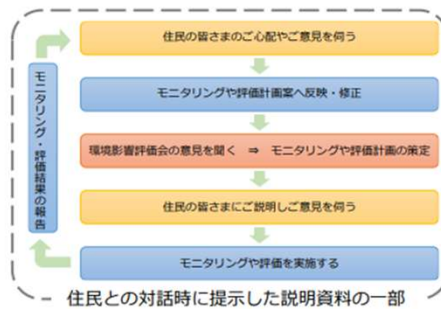 住民の皆さまのご心配やご意見を伺う
モニタリングや評価計画案へ反映・修正
環境影響評価会の意見を聞く ⇒ モニタリングや評価計画の策定
住民の皆さまにご説明しご意見を伺う
モニタリングや評価を実施する
モニタリング・評価結果の報告
住民との対話時に提示した説明資料の一部